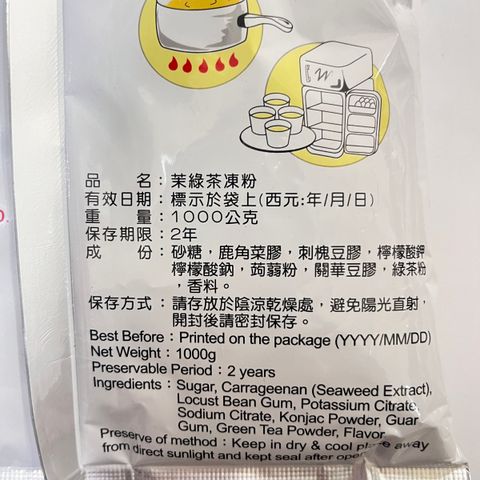 品 名：茉綠茶凍粉
有效日期：標示於袋上(西元:年/月/日)
重 量：1000公克
保存期限：2年
成 份：砂糖，鹿角菜膠，刺槐豆膠，檸檬酸鉀
檸檬酸鈉，蒟蒻粉，關華豆膠，綠茶粉
，香料。
保存方式：請存放於陰涼乾燥處，避免陽光直射，
開封後請密封保存。
Best Before：Printed on the package (YYYY/MM/DD)
Net Weight：1000g
Preservable Period：2 years
Ingredients：Sugar, Carrageenan (Seaweed Extract),
Locust Bean Gum, Potassium Citrate,
Sodium Citrate, Konjac Powder, Guar
Gum, Green Tea Powder, Flavor
Preserve of method：Keep in dry & cool place away
from direct sunlight and kept seal after